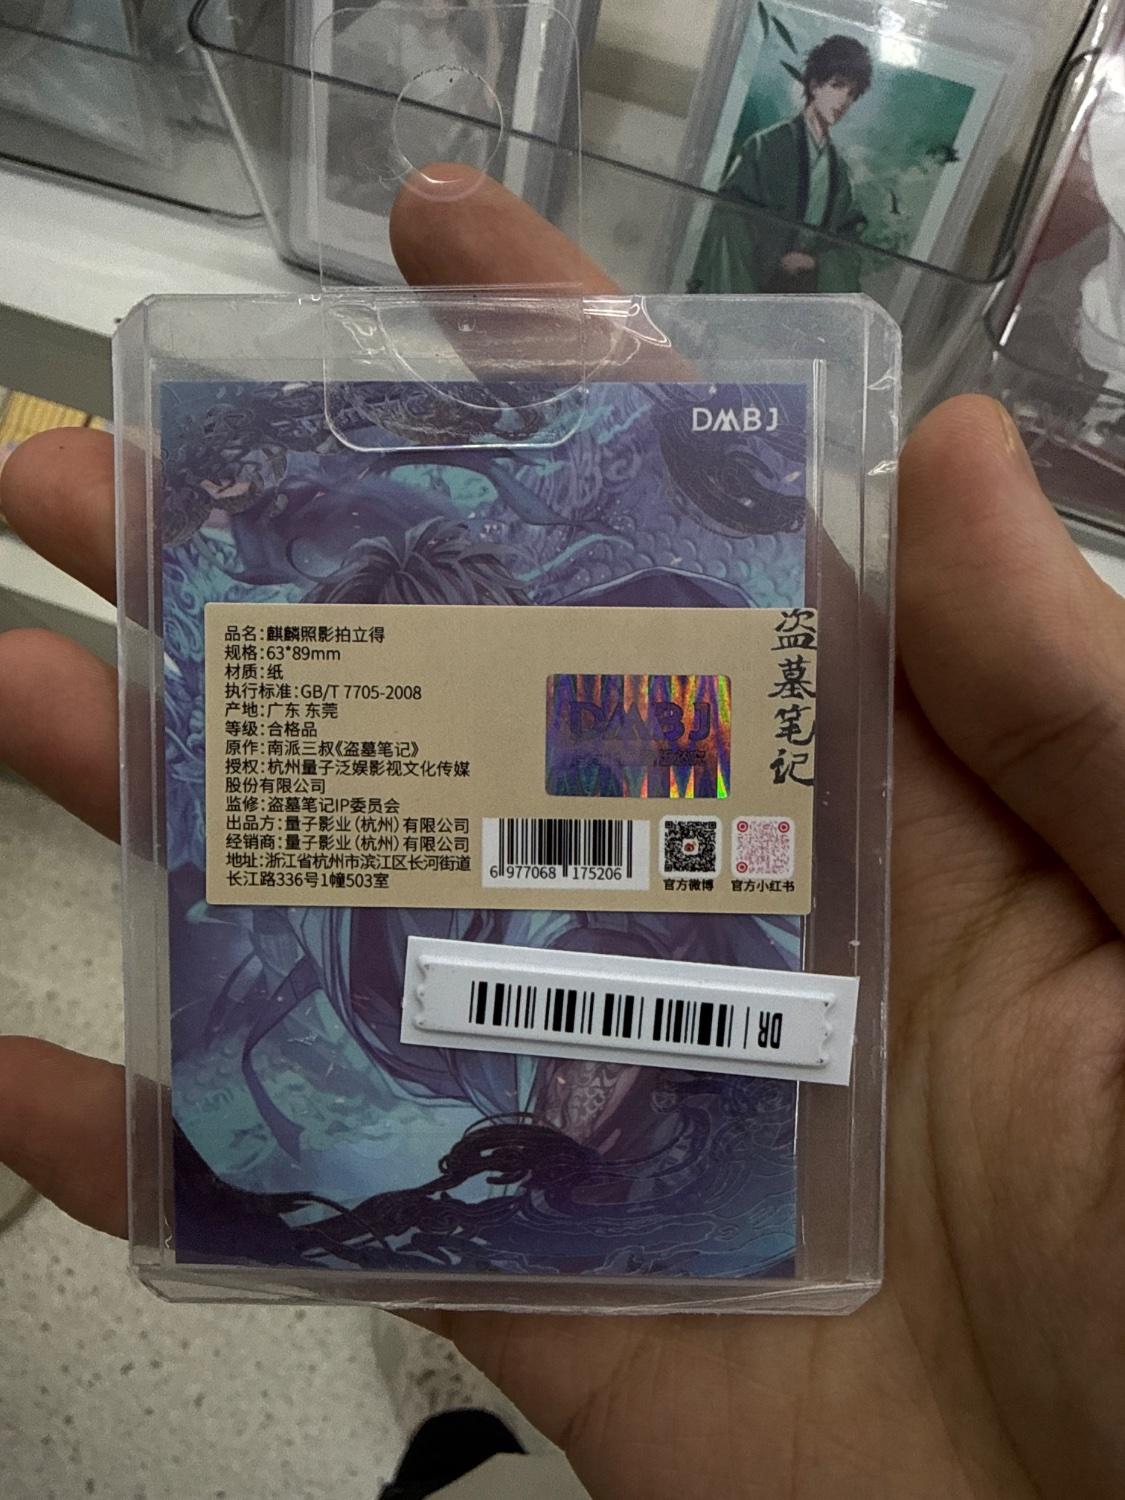 DMBJ
盗墓笔记
品名:麒麟照影拍立得
规格:63*89mm
材质:纸
执行标准:GB/T 7705-2008
产地:广东 东莞
等级:合格品
原作:南派三叔《盗墓笔记》
授权:杭州量子泛娱影视文化传媒
股份有限公司
监修:盗墓笔记IP委员会
出品方:量子影业(杭州)有限公司
经销商:量子影业(杭州)有限公司
地址:浙江省杭州市滨江区长河街道
长江路336号1幢503室
DMBJ
6 977068 175206
官方微博
官方小红书
DR